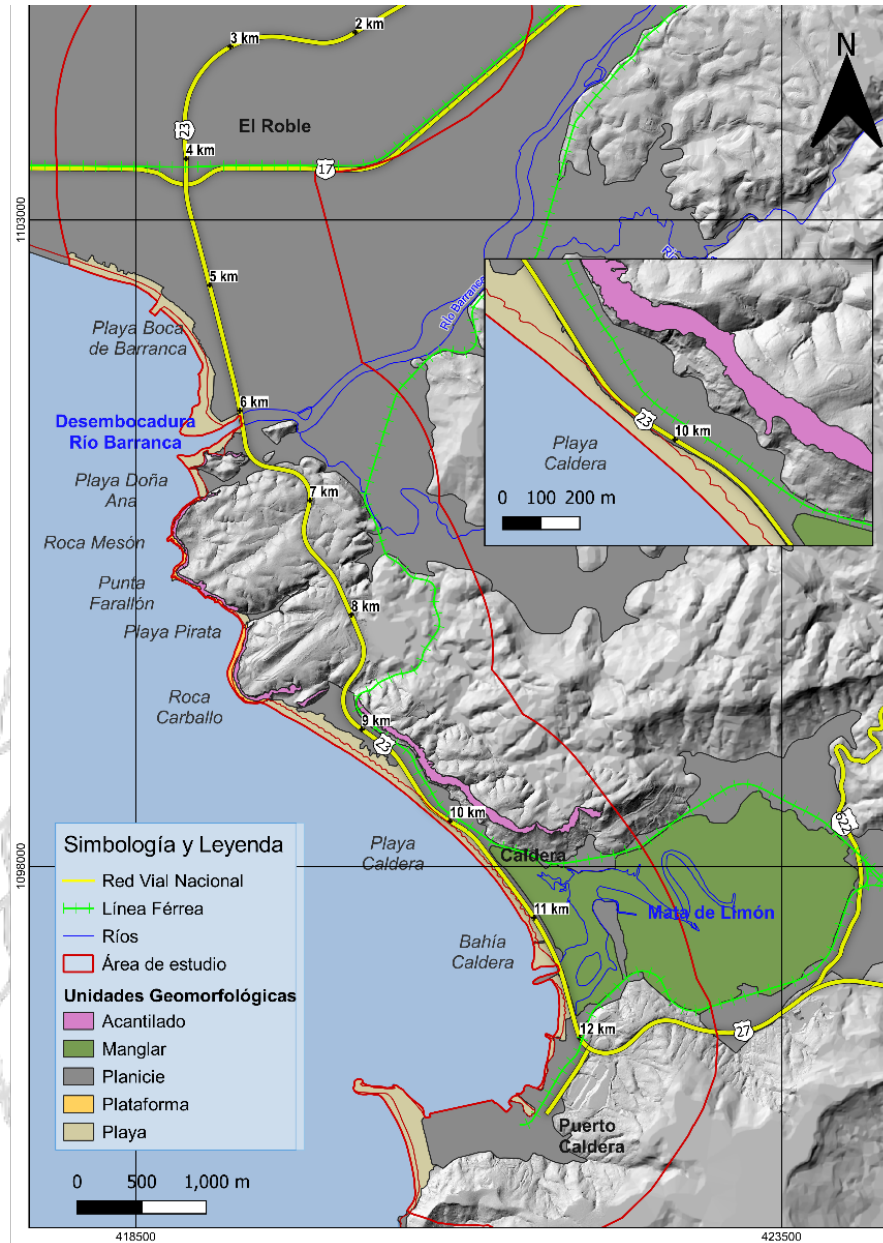 2 km
3 km
N
El Roble
23
4 km
17
1103000
5 km
Río Barranca
Río
Playa Boca
de Barranca
6 km
Desembocadura
Río Barranca
23
10 km
Playa
Caldera
0 100 200 m
Playa Doña
Ana
7 km
Roca Mesón
Punta
Farallón
8 km
Playa Pirata
Roca
Carballo
9 km
23
10 km
622
Playa
Caldera
Caldera
1098000
11 km
Mata de Limón
Bahía
Caldera
12 km
27
Puerto
Caldera
Simbología y Leyenda
Red Vial Nacional
Línea Férrea
Ríos
Área de estudio
Unidades Geomorfológicas
Acantilado
Manglar
Planicie
Plataforma
Playa
0 500 1,000 m
418500
423500